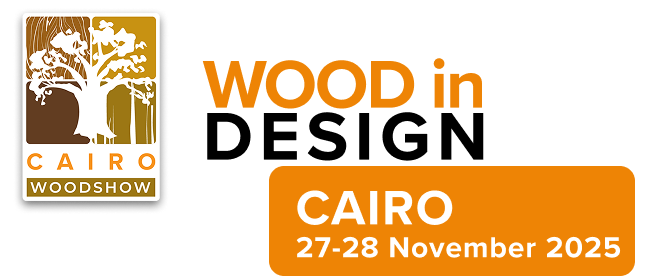 CAIRO
WOODSHOW
WOOD in
DESIGN
CAIRO
27-28 November 2025